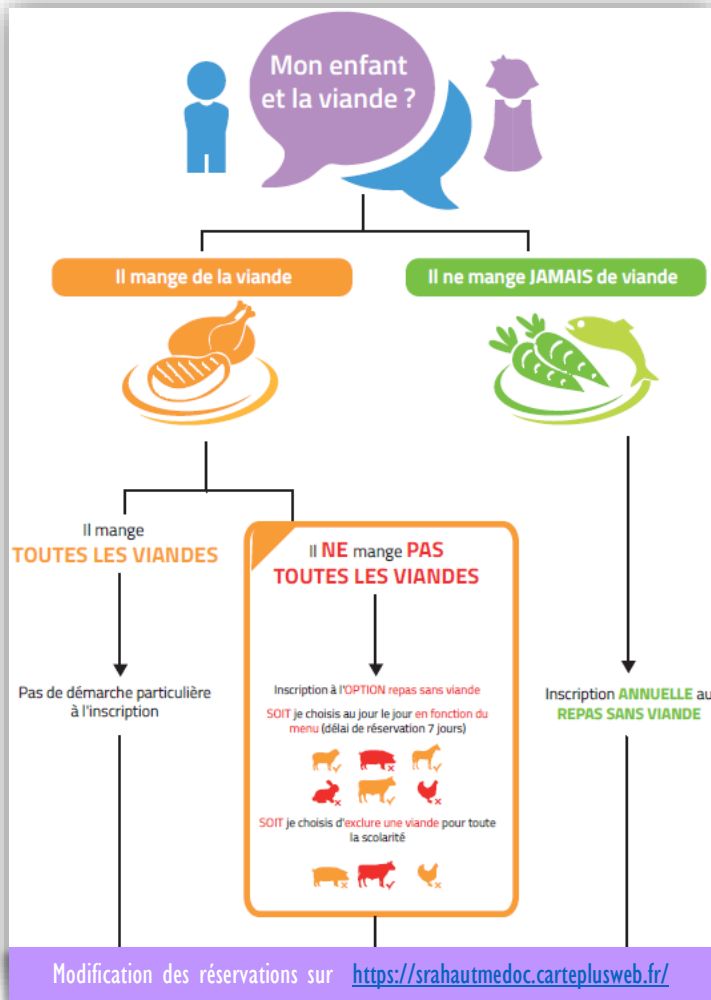 Mon enfant
et la viande ?
Il mange de la viande
Il ne mange JAMAIS de viande
Il mange
TOUTES LES VIANDES
Pas de démarche particulière
à l'inscription
Il NE mange PAS
TOUTES LES VIANDES
Inscription à l'OPTION repas sans viande
SOIT je choisis au jour le jour en fonction du
menu (délai de réservation 7 jours)
SOIT je choisis d'exclure une viande pour toute
la scolarité
Inscription ANNUELLE au
REPAS SANS VIANDE
Modification des réservations sur https://srahautmedoc.carteplusweb.fr/